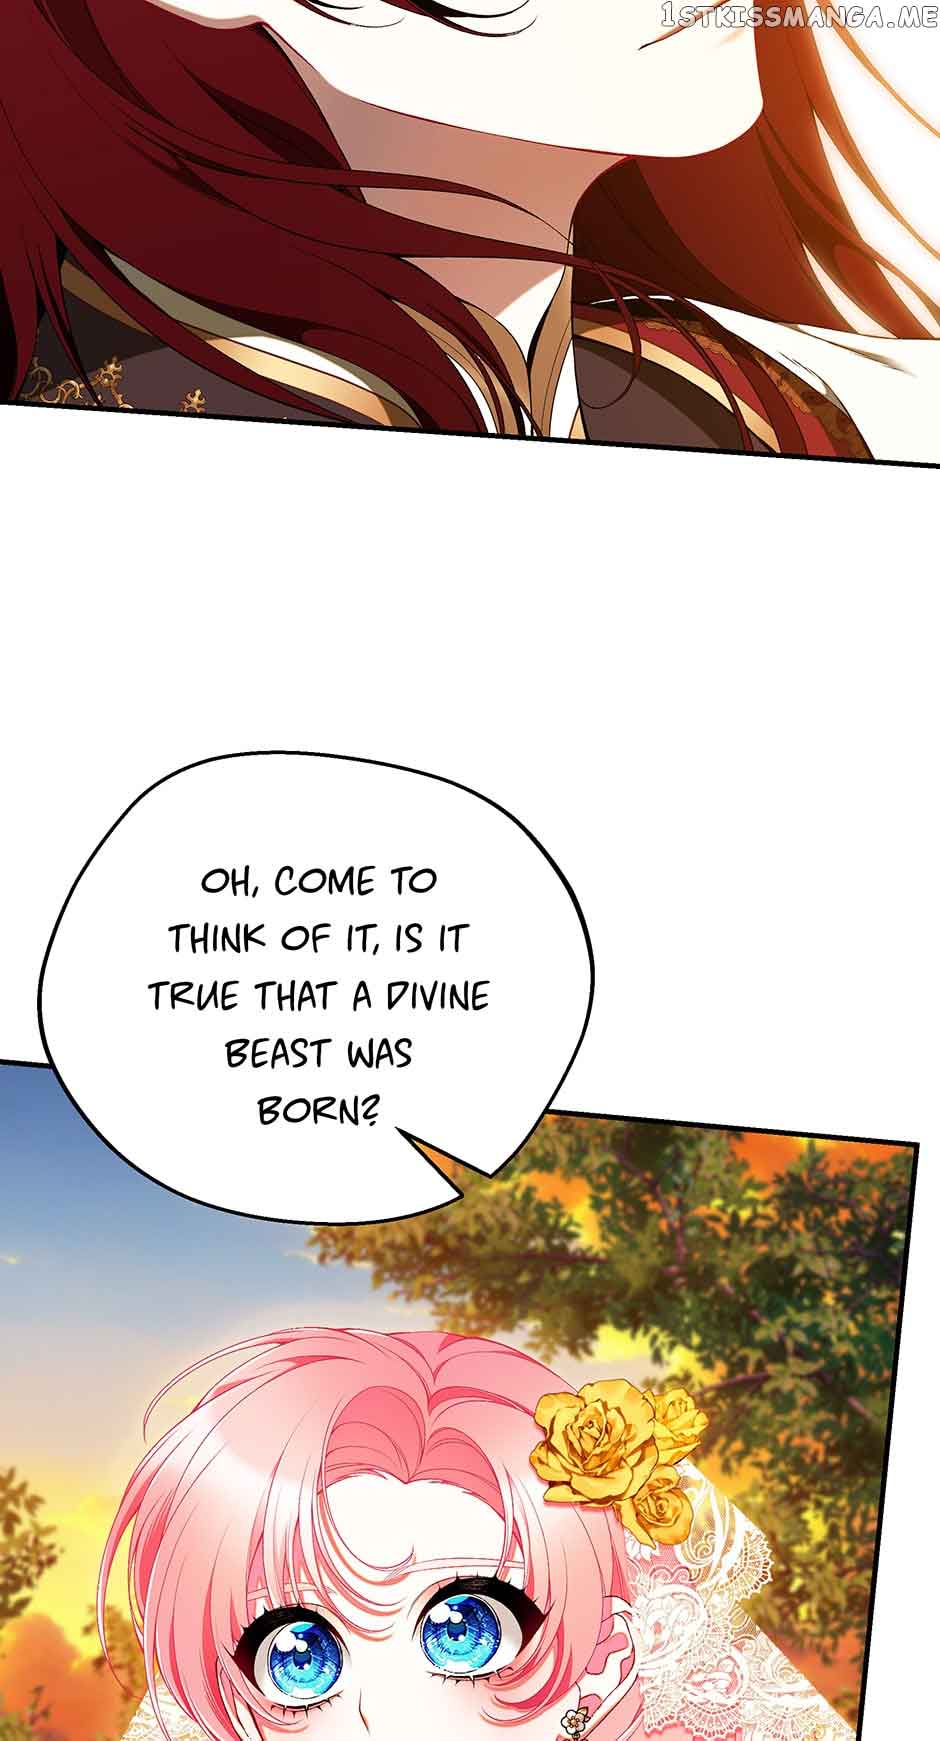 1STKISSMANGA.ME
OH, COME TO
THINK OF IT, IS IT
TRUE THAT A DIVINE
BEAST WAS
BORN?